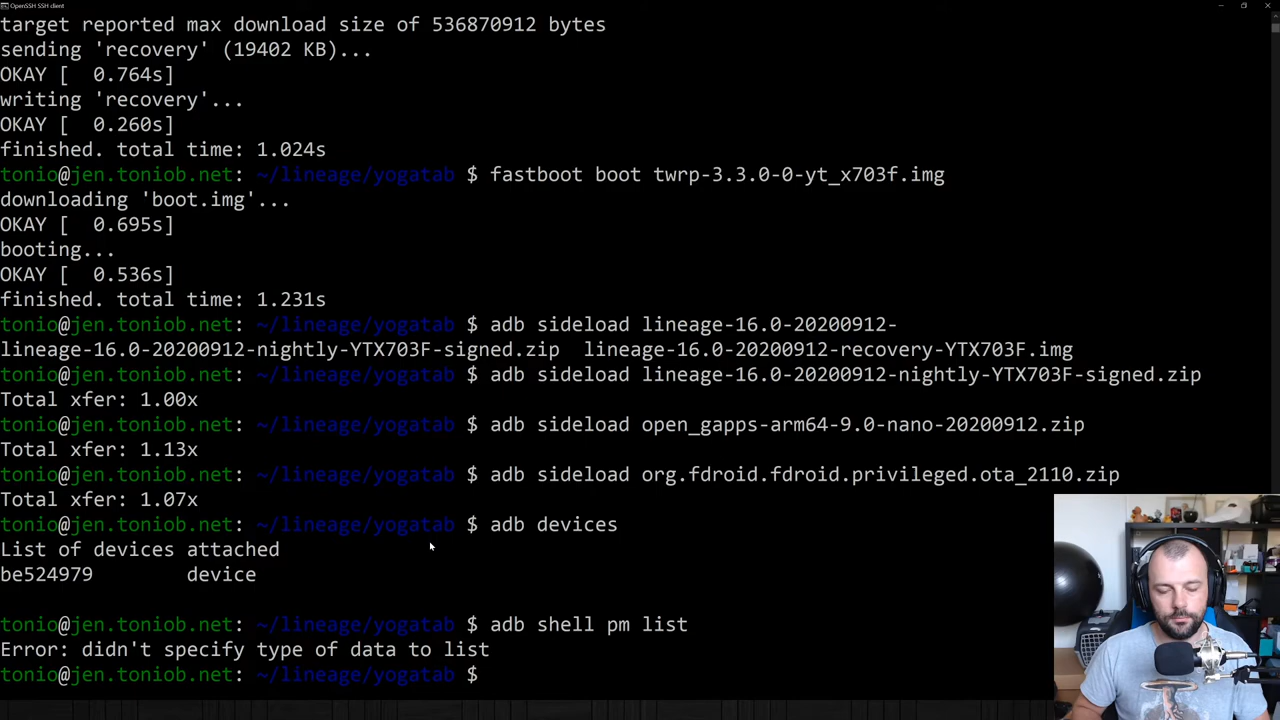 OpenSSH SSH client
target reported max download size of 536870912 bytes
sending 'recovery' (19402 KB)...
OKAY [  0.764s]
writing 'recovery'...
OKAY [  0.260s]
finished. total time: 1.024s
tonio@jen.toniob.net: ~/lineage/yogatab $ fastboot boot twrp-3.3.0-0-yt_x703f.img
downloading 'boot.img'...
OKAY [  0.695s]
booting...
OKAY [  0.536s]
finished. total time: 1.231s
tonio@jen.toniob.net: ~/lineage/yogatab $ adb sideload lineage-16.0-20200912-
lineage-16.0-20200912-nightly-YTX703F-signed.zip  lineage-16.0-20200912-recovery-YTX703F.img
tonio@jen.toniob.net: ~/lineage/yogatab $ adb sideload lineage-16.0-20200912-nightly-YTX703F-signed.zip
Total xfer: 1.00x
tonio@jen.toniob.net: ~/lineage/yogatab $ adb sideload open_gapps-arm64-9.0-nano-20200912.zip
Total xfer: 1.13x
tonio@jen.toniob.net: ~/lineage/yogatab $ adb sideload org.fdroid.fdroid.privileged.ota_2110.zip
Total xfer: 1.07x
tonio@jen.toniob.net: ~/lineage/yogatab $ adb devices
List of devices attached
be524979        device
tonio@jen.toniob.net: ~/lineage/yogatab $ adb shell pm list
Error: didn't specify type of data to list
tonio@jen.toniob.net: ~/lineage/yogatab $